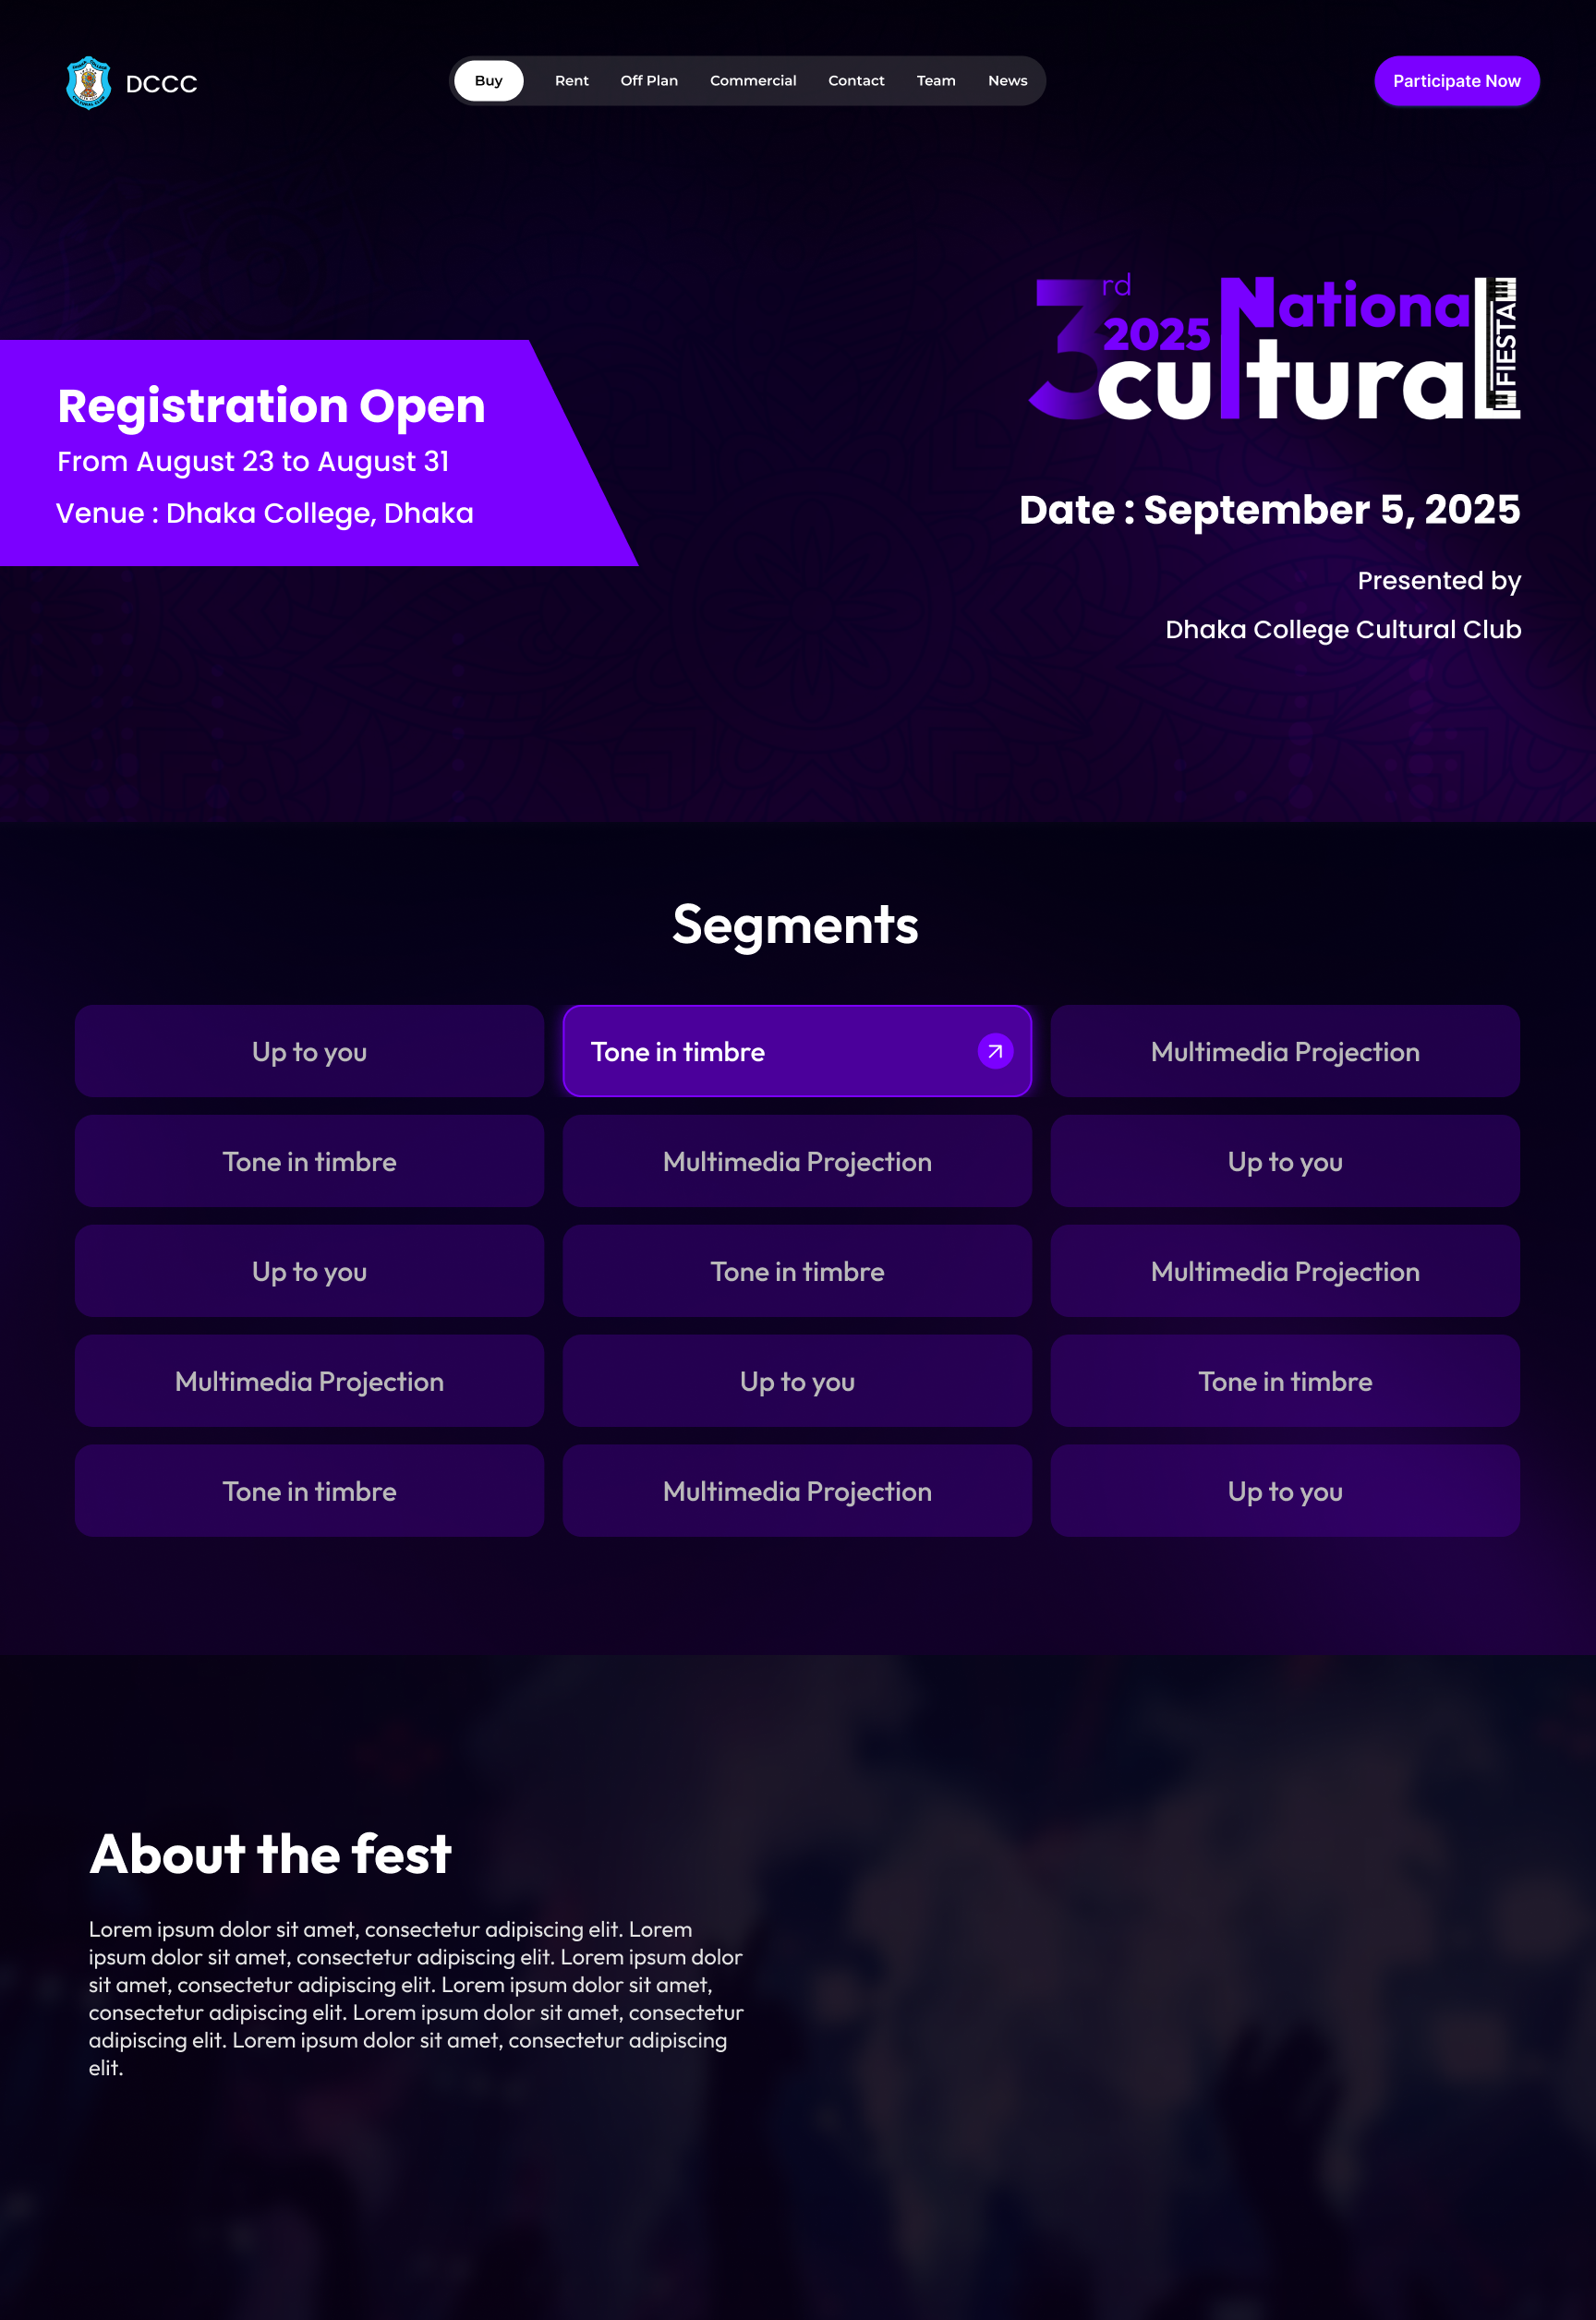 DCCC
Buy
Rent
Off Plan
Commercial
Contact
Team
News
Participate Now
3rd National
2025
cultural
FIESTA
Registration Open
From August 23 to August 31
Venue : Dhaka College, Dhaka
Date : September 5, 2025
Presented by
Dhaka College Cultural Club
Segments
Up to you
Tone in timbre
Multimedia Projection
Tone in timbre
Multimedia Projection
Up to you
Up to you
Tone in timbre
Multimedia Projection
Multimedia Projection
Up to you
Tone in timbre
Tone in timbre
Multimedia Projection
Up to you
About the fest
Lorem ipsum dolor sit amet, consectetur adipiscing elit. Lorem
ipsum dolor sit amet, consectetur adipiscing elit. Lorem ipsum dolor
sit amet, consectetur adipiscing elit. Lorem ipsum dolor sit amet,
consectetur adipiscing elit. Lorem ipsum dolor sit amet, consectetur
adipiscing elit. Lorem ipsum dolor sit amet, consectetur adipiscing
elit.